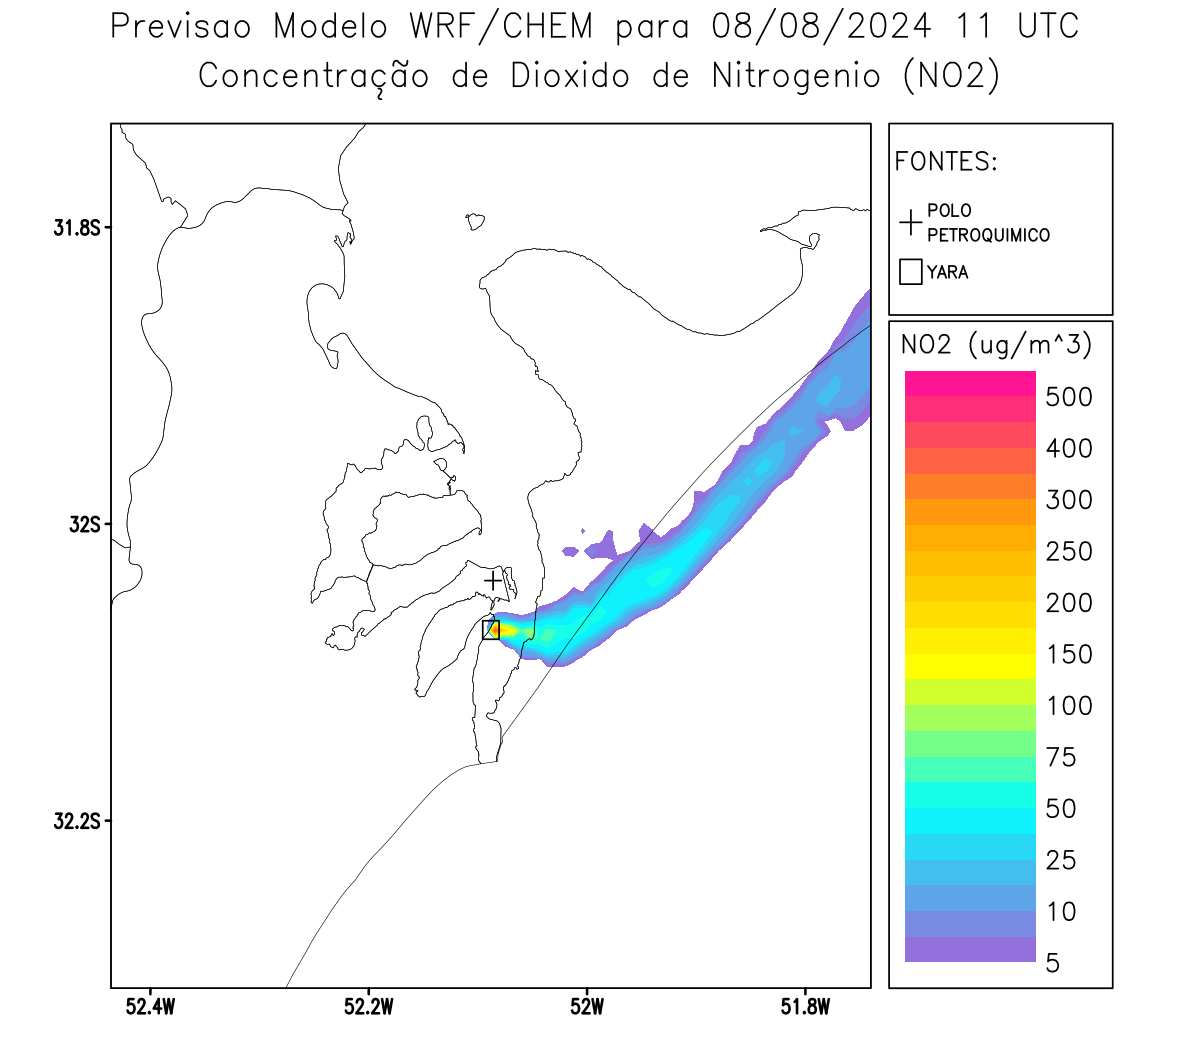 Previsao Modelo WRF/CHEM para 08/08/2024 11 UTC
Concentração de Dioxido de Nitrogenio (NO2)
FONTES:
POLO
PETROQUIMICO
YARA
31.8S
32S
32.2S
52.4W
52.2W
52W
51.8W
NO2 (ug/m^3)
500
400
300
250
200
150
100
75
50
25
10
5